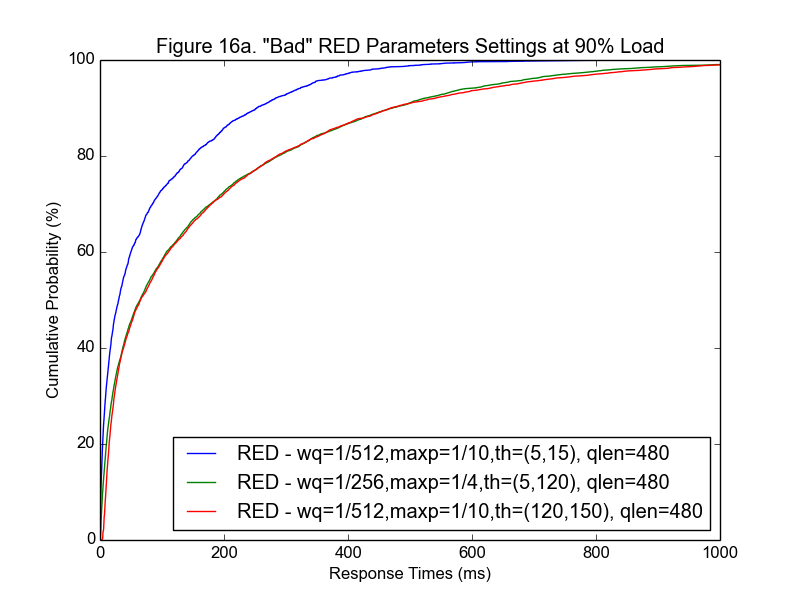 Figure 16a. "Bad" RED Parameters Settings at 90% Load
100
80
60
40
20
0
Cumulative Probability (%)
RED - wq=1/512,maxp=1/10,th=(5,15), qlen=480
RED - wq=1/256,maxp=1/4,th=(5,120), qlen=480
RED - wq=1/512,maxp=1/10,th=(120,150), qlen=480
0 200 400 600 800 1000
Response Times (ms)